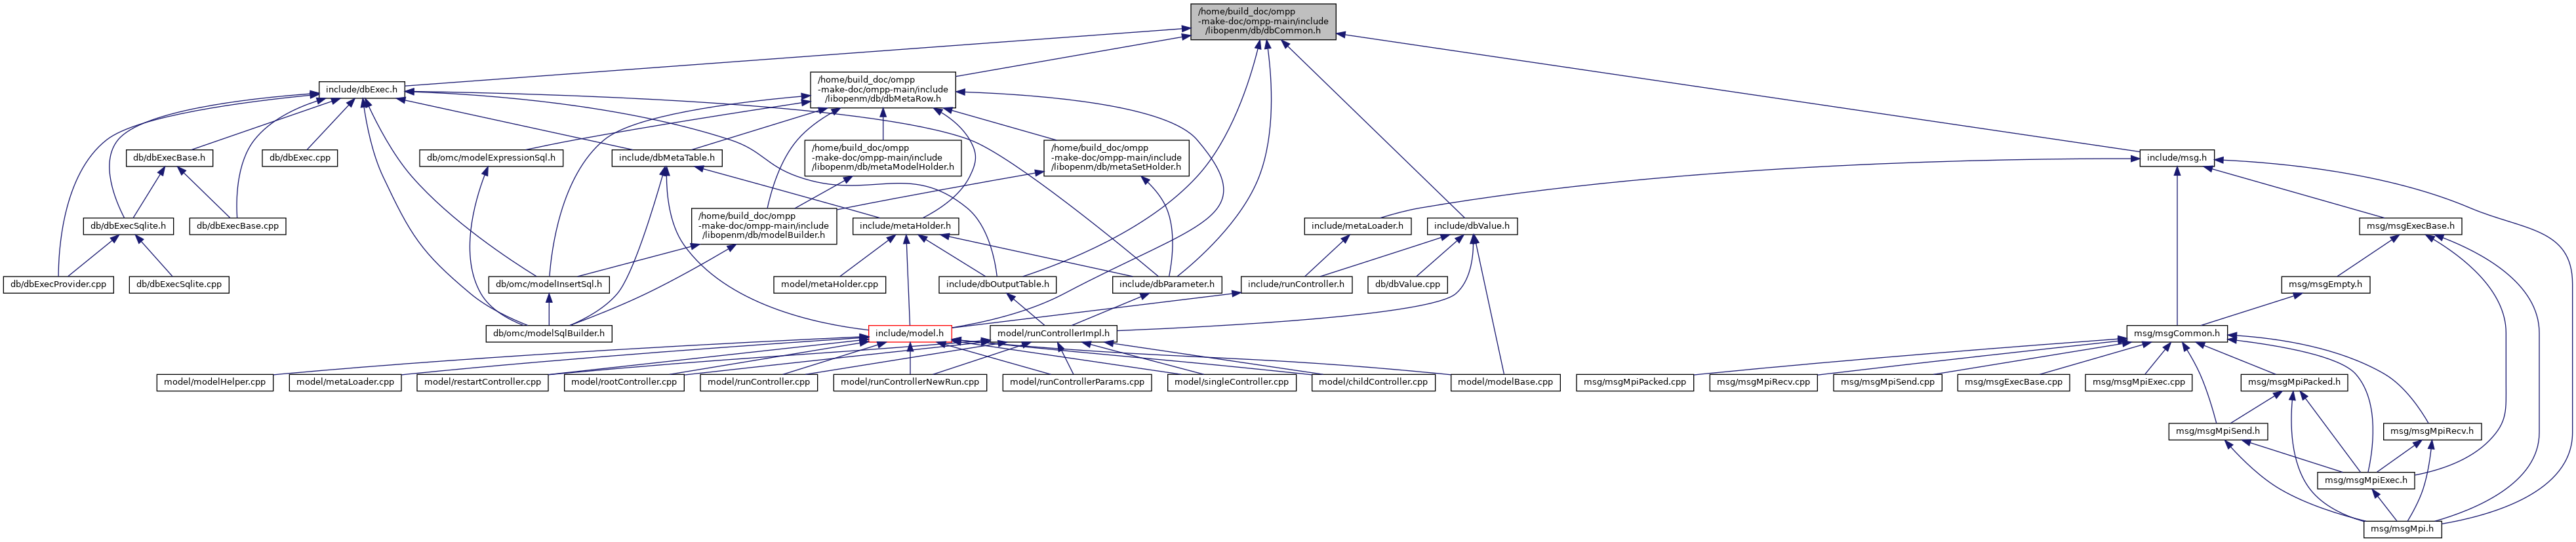 /home/build_doc/ompp
-make-doc/ompp-main/include
/libopenm/db/dbCommon.h
include/dbExec.h
/home/build_doc/ompp
-make-doc/ompp-main/include
/libopenm/db/dbMetaRow.h
db/dbExecBase.h
db/dbExec.cpp
db/omc/modelExpressionSql.h
include/dbMetaTable.h
/home/build_doc/ompp
-make-doc/ompp-main/include
/libopenm/db/metaModelHolder.h
/home/build_doc/ompp
-make-doc/ompp-main/include
/libopenm/db/metaSetHolder.h
include/msg.h
db/dbExecSqlite.h
db/dbExecBase.cpp
/home/build_doc/ompp
-make-doc/ompp-main/include
/libopenm/db/modelBuilder.h
include/metaHolder.h
include/metaLoader.h
include/dbValue.h
msg/msgExecBase.h
db/dbExecProvider.cpp
db/dbExecSqlite.cpp
db/omc/modelInsertSql.h
model/metaHolder.cpp
include/dbOutputTable.h
include/dbParameter.h
include/runController.h
db/dbValue.cpp
msg/msgEmpty.h
db/omc/modelSqlBuilder.h
include/model.h
model/runControllerImpl.h
msg/msgCommon.h
model/modelHelper.cpp
model/metaLoader.cpp
model/restartController.cpp
model/rootController.cpp
model/runController.cpp
model/runControllerNewRun.cpp
model/runControllerParams.cpp
model/singleController.cpp
model/childController.cpp
model/modelBase.cpp
msg/msgMpiPacked.cpp
msg/msgMpiRecv.cpp
msg/msgMpiSend.cpp
msg/msgExecBase.cpp
msg/msgMpiExec.cpp
msg/msgMpiPacked.h
msg/msgMpiSend.h
msg/msgMpiRecv.h
msg/msgMpiExec.h
msg/msgMpi.h